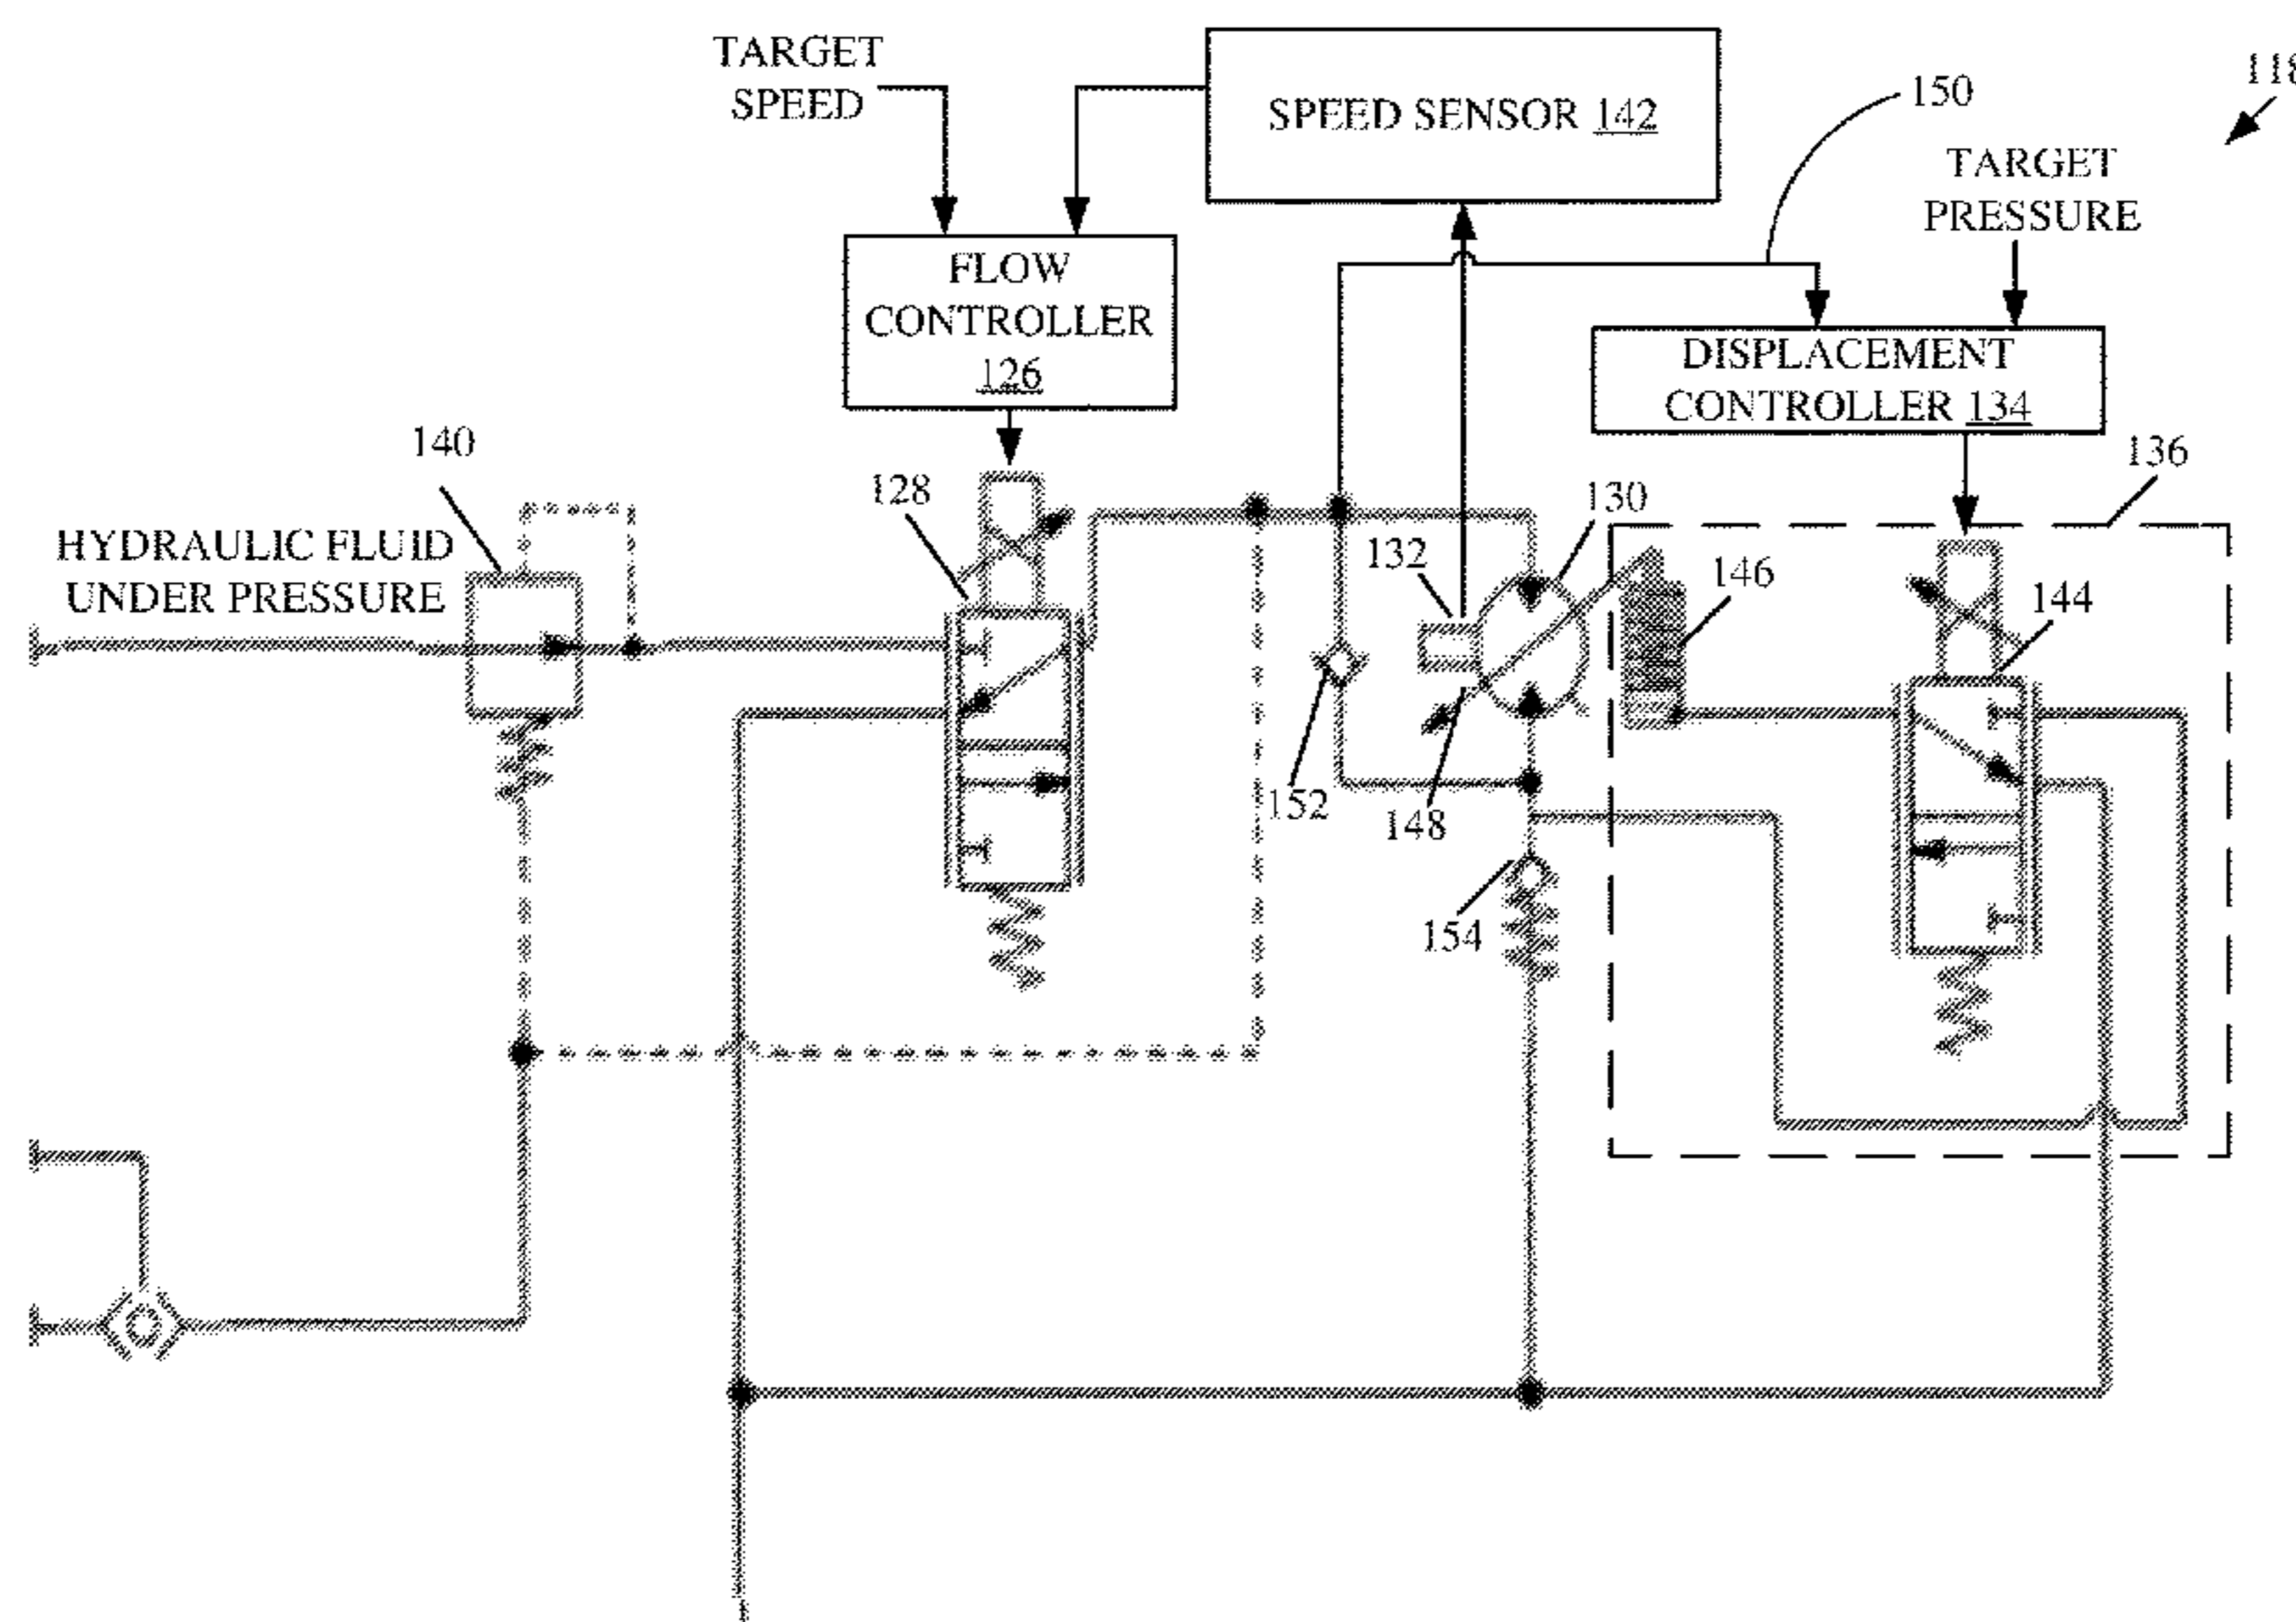 TARGET
SPEED
SPEED SENSOR 142
150
118
TARGET
PRESSURE
FLOW
CONTROLLER
126
DISPLACEMENT
CONTROLLER 134
140
128
130
136
HYDRAULIC FLUID
UNDER PRESSURE
132
146
144
152
148
154